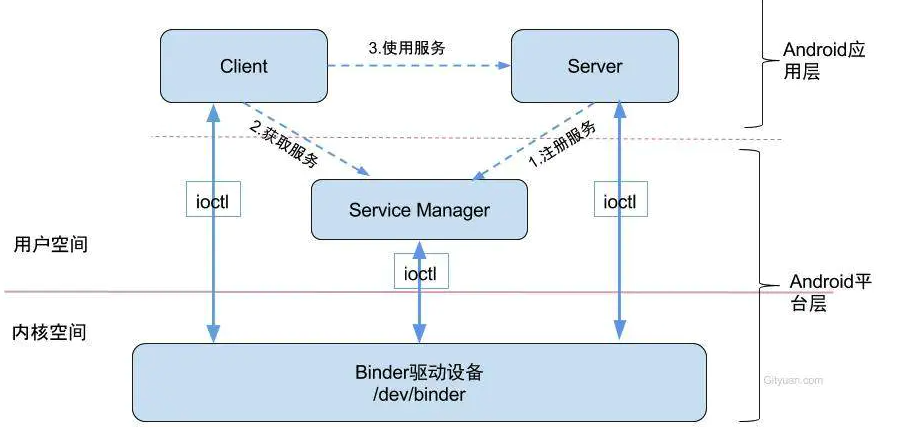 Client
3.使用服务
Server
Android应
用层
2.获取服务
1.注册服务
ioctl
Service Manager
ioctl
用户空间
ioctl
Android平
台层
内核空间
Binder驱动设备
/dev/binder
Gityuan.com